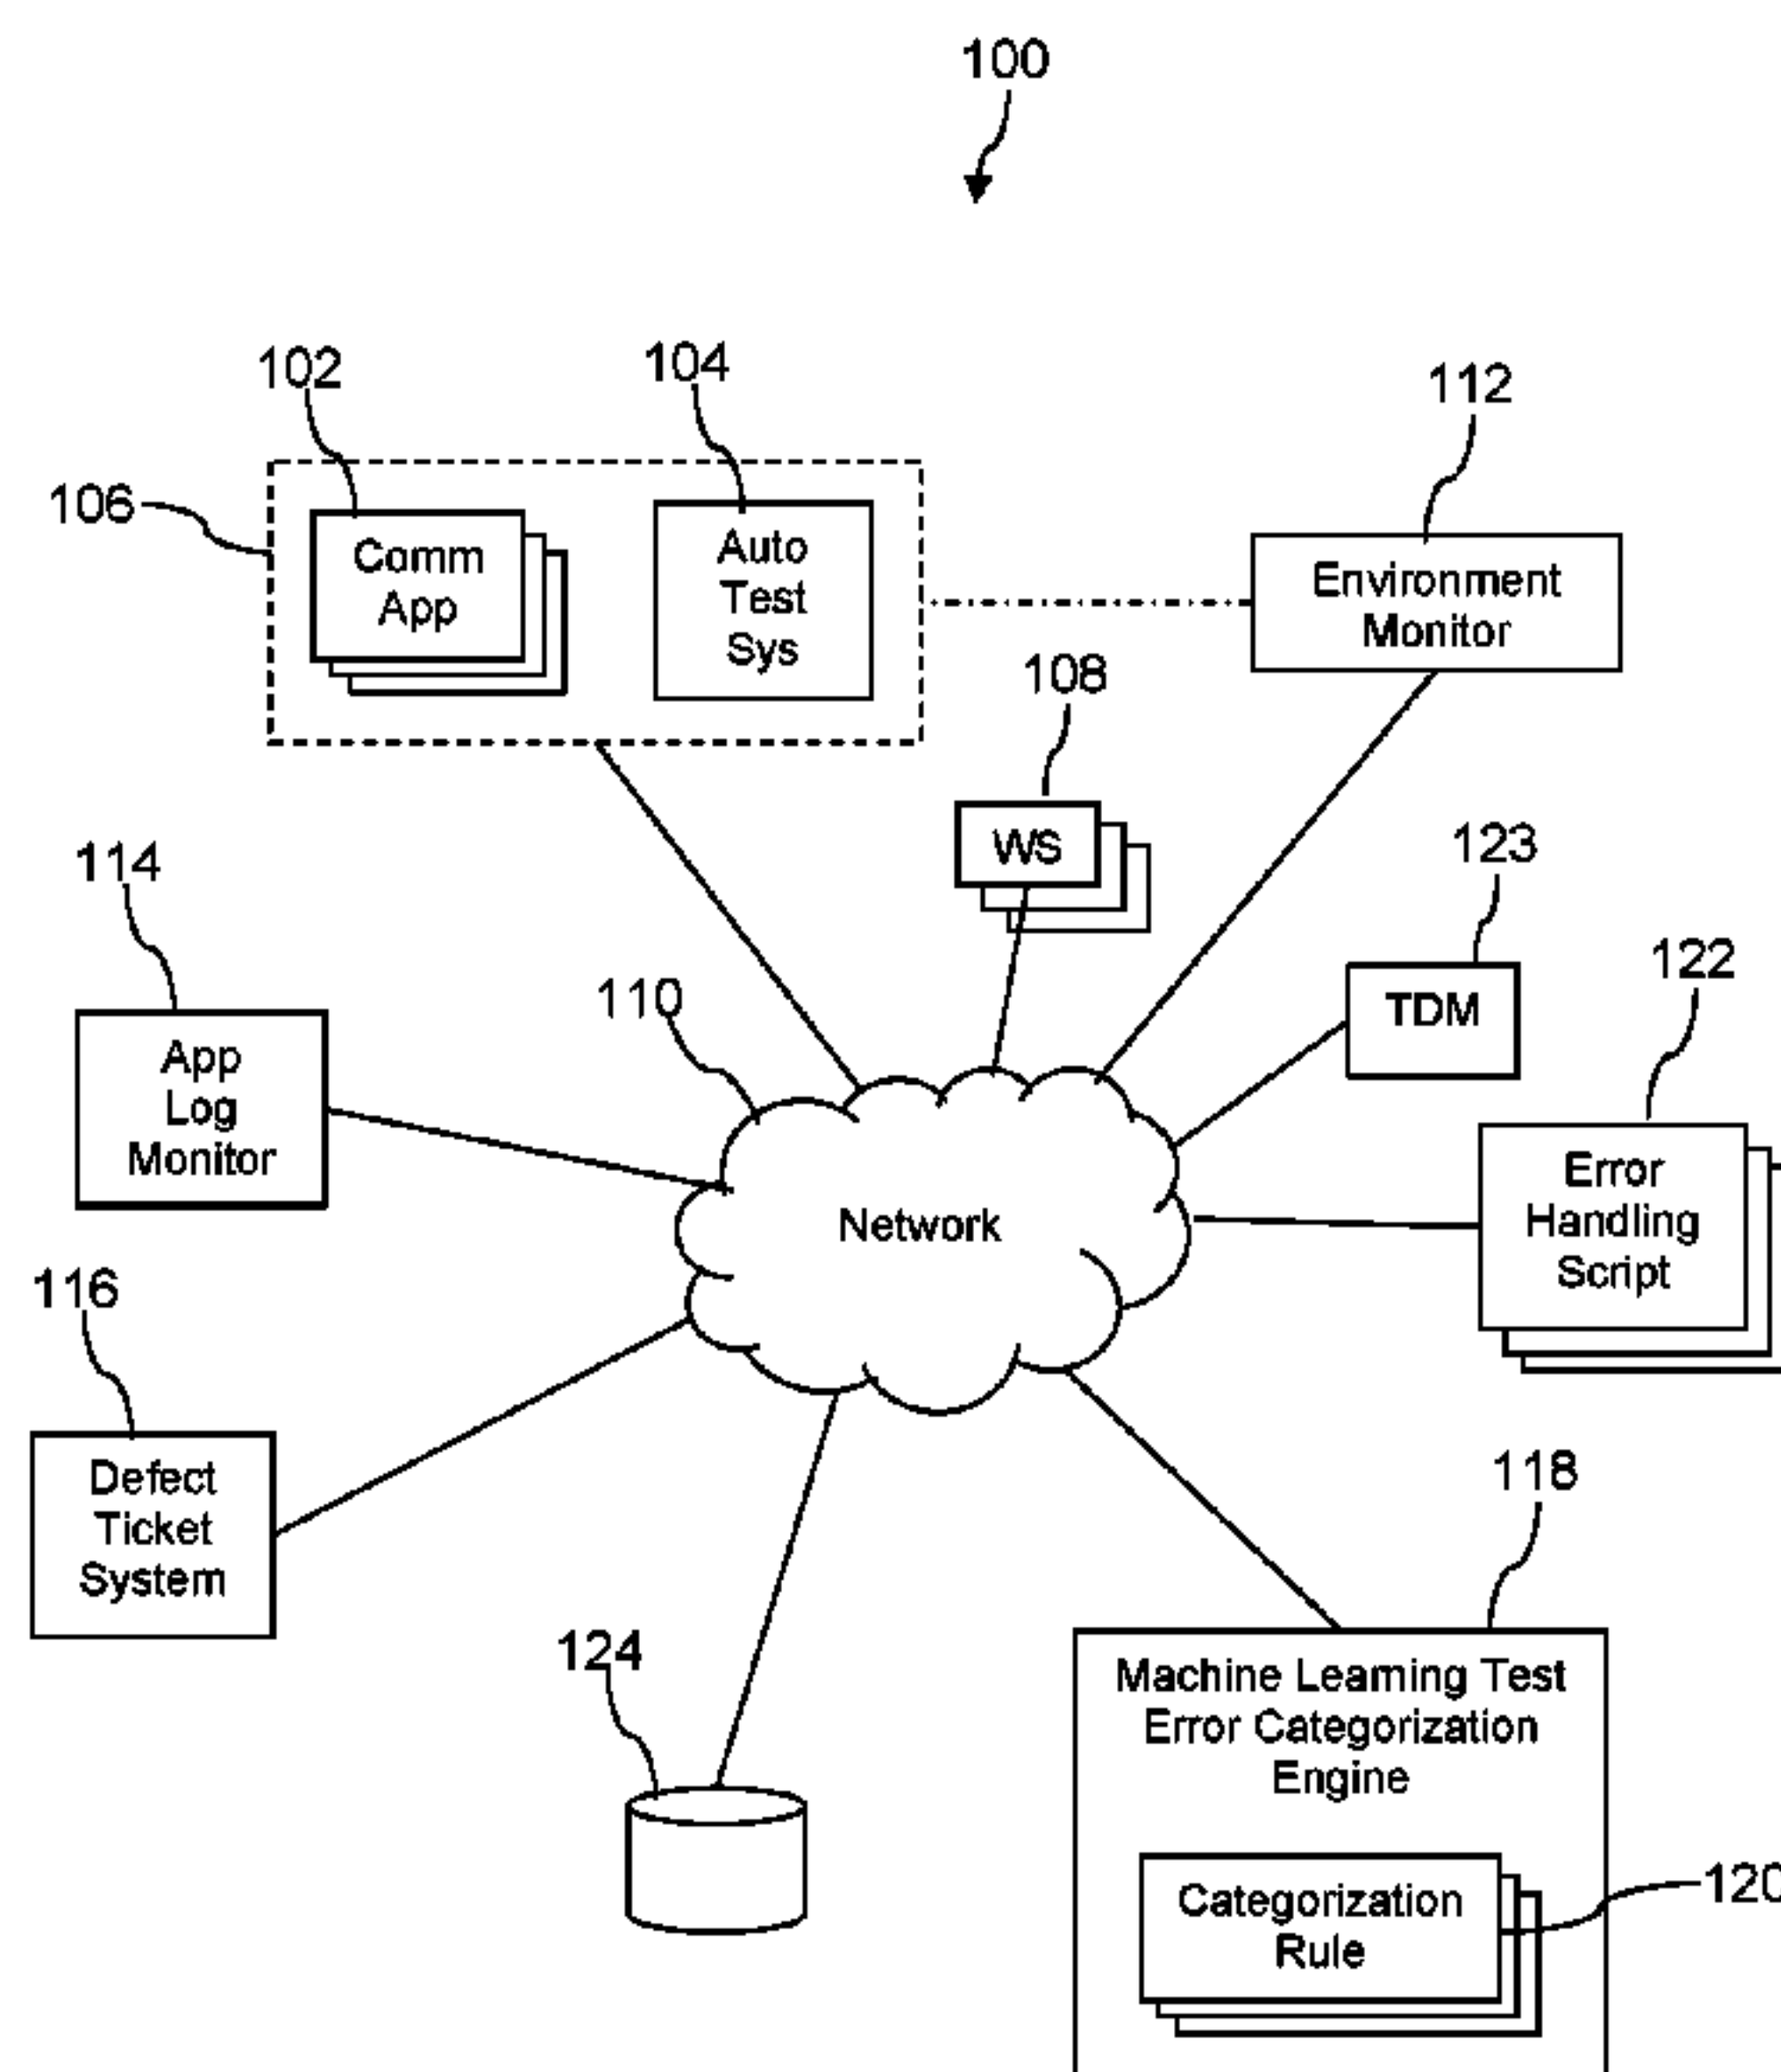 100
102
104
112
106
Comm
App
Auto
Test
Sys
Environment
Monitor
108
WS
114
123
122
110
TDM
App
Log
Monitor
Error
Handling
Script
Network
116
Defect
Ticket
System
118
124
Machine Learning Test
Error Categorization
Engine
Categorization
Rule
120